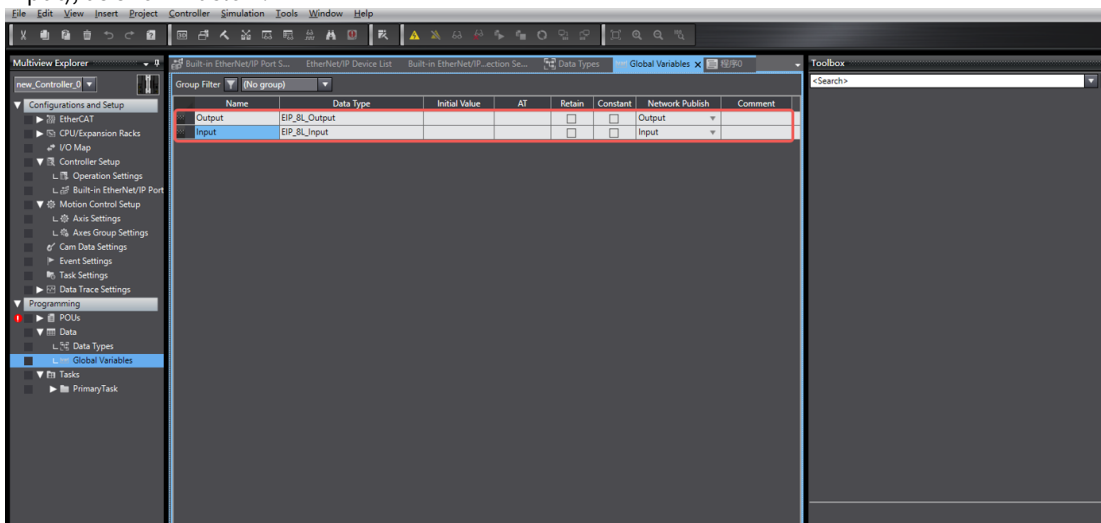 File Edit View Insert Project Controller Simulation Tools Window Help
Multiview Explorer
Built-in EtherNet/IP Port S... EtherNet/IP Device List Built-in EtherNet/IP...ection Se... Data Types Global Variables 程序0
Toolbox
new_Controller_0
Group Filter (No group)
<Search>
Configurations and Setup
Name Data Type Initial Value AT Retain Constant Network Publish Comment
EtherCAT
Output EIP_8L_Output Output
CPU/Expansion Racks
Input EIP_8L_Input Input
I/O Map
Controller Setup
Operation Settings
Built-in EtherNet/IP Port
Motion Control Setup
Axis Settings
Axes Group Settings
Cam Data Settings
Event Settings
Task Settings
Data Trace Settings
Programming
POUs
Data
Data Types
Global Variables
Tasks
PrimaryTask